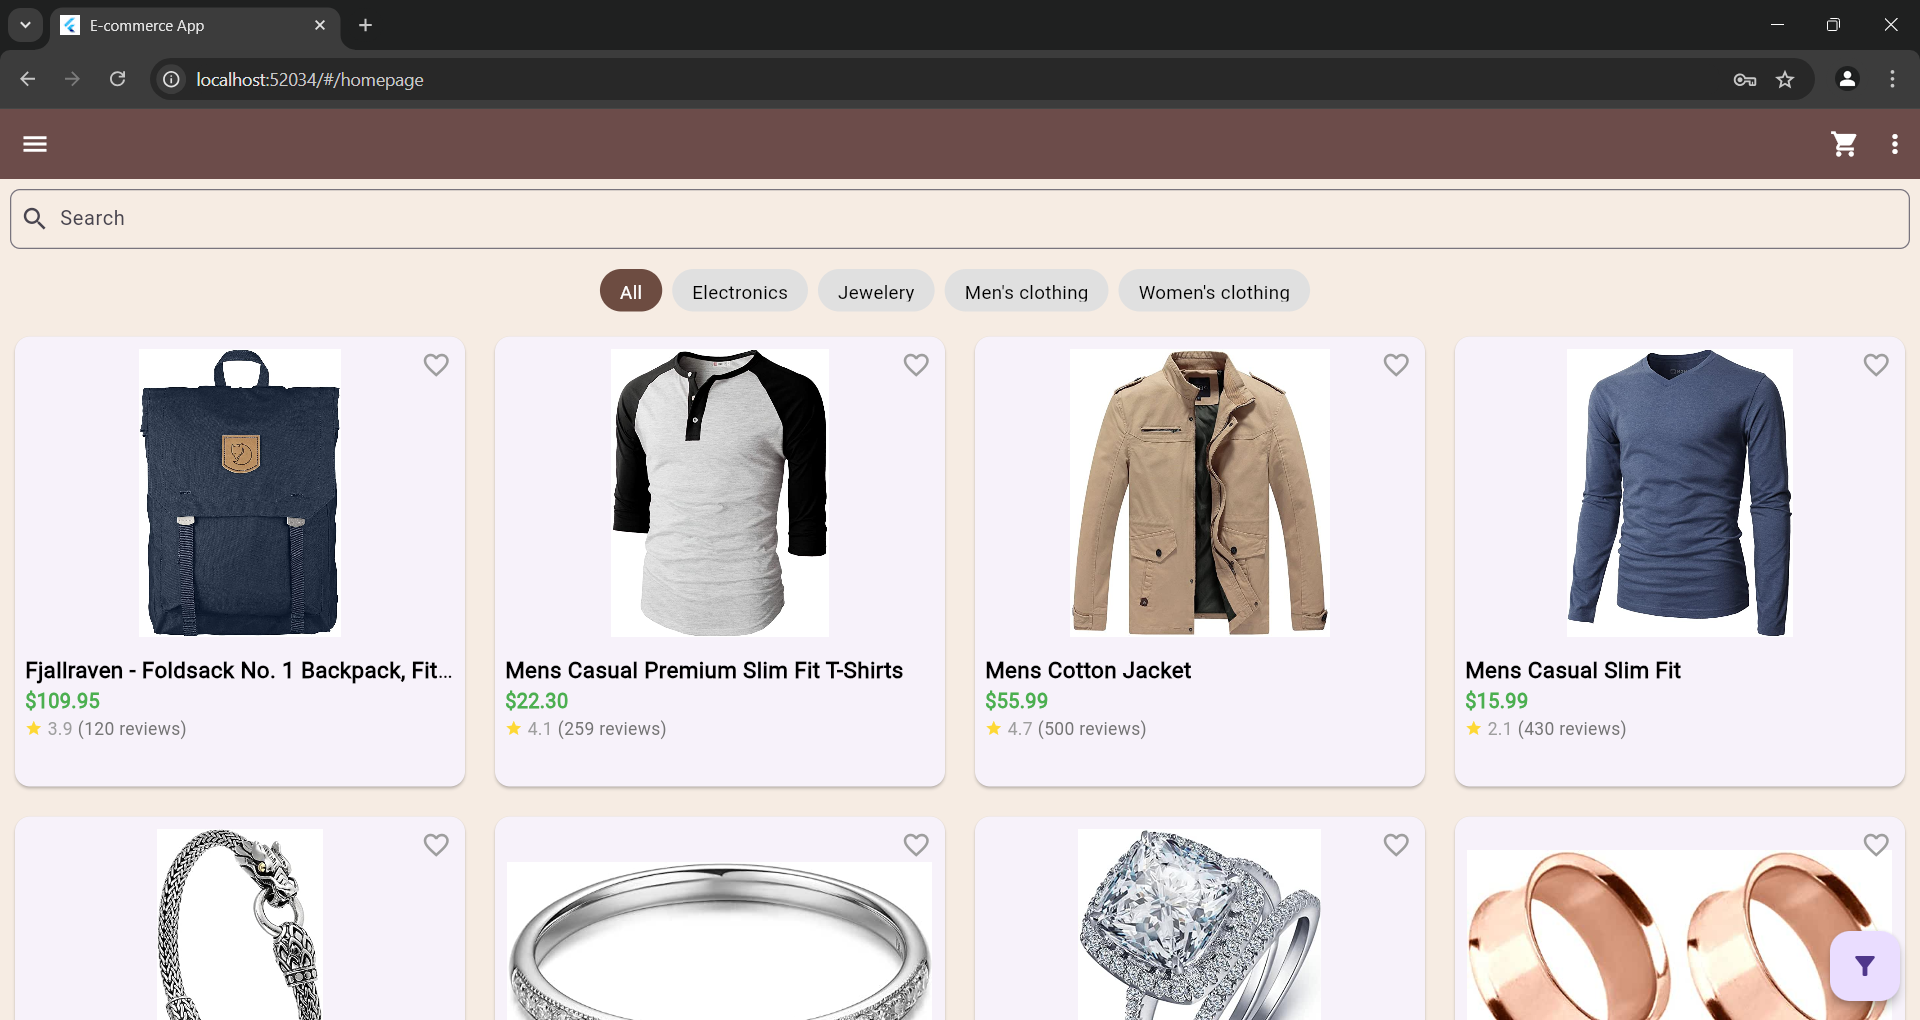 E-commerce App
localhost:52034/#/homepage
Search
All
Electronics
Jewelery
Men's clothing
Women's clothing
Fjallraven - Foldsack No. 1 Backpack, Fit...
$109.95
3.9 (120 reviews)
Mens Casual Premium Slim Fit T-Shirts
$22.30
4.1 (259 reviews)
Mens Cotton Jacket
$55.99
4.7 (500 reviews)
Mens Casual Slim Fit
$15.99
2.1 (430 reviews)